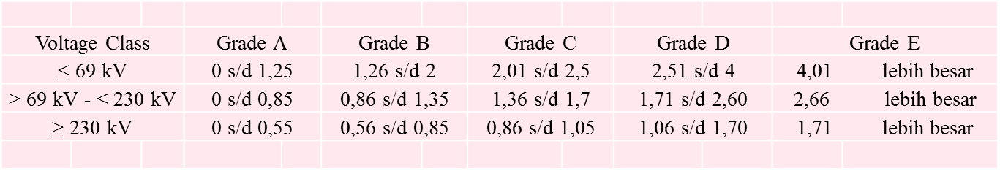 Voltage Class Grade A Grade B Grade C Grade D Grade E
≤ 69 kV 0 s/d 1,25 1,26 s/d 2 2,01 s/d 2,5 2,51 s/d 4 4,01 lebih besar
> 69 kV - < 230 kV 0 s/d 0,85 0,86 s/d 1,35 1,36 s/d 1,7 1,71 s/d 2,60 2,66 lebih besar
≥ 230 kV 0 s/d 0,55 0,56 s/d 0,85 0,86 s/d 1,05 1,06 s/d 1,70 1,71 lebih besar